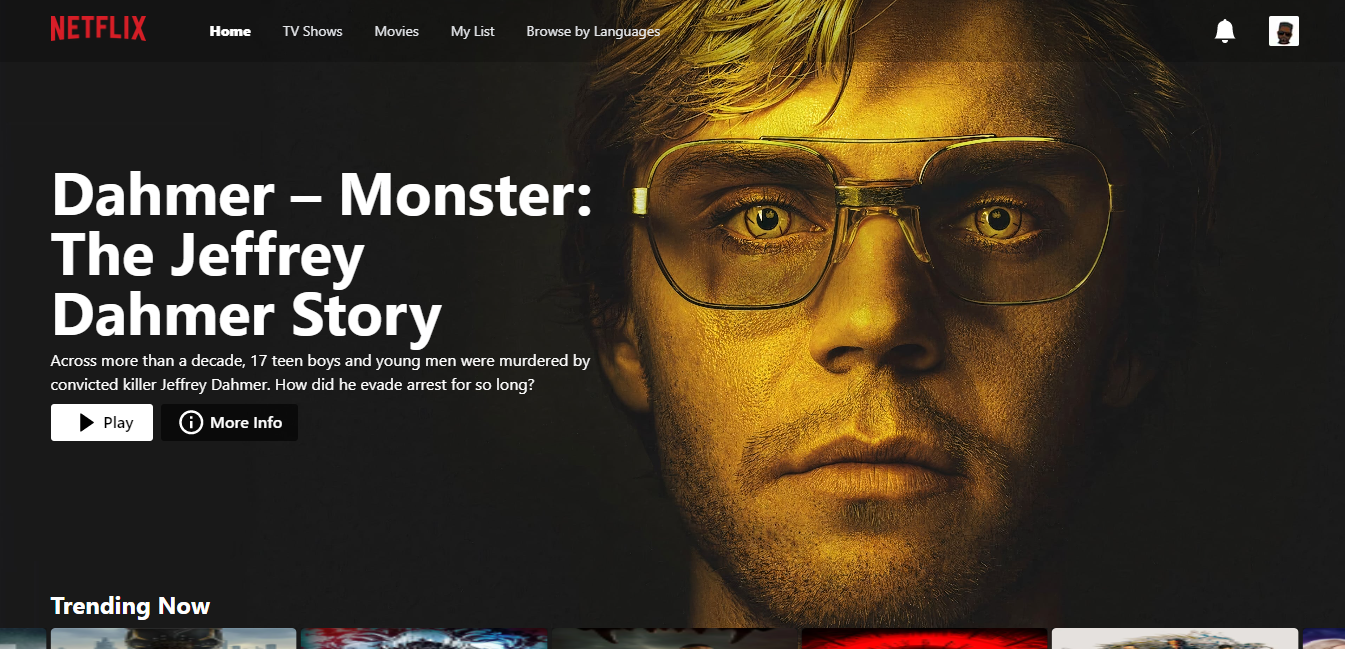 NETFLIX
Home
TV Shows
Movies
My List
Browse by Languages
Dahmer – Monster:
The Jeffrey
Dahmer Story
Across more than a decade, 17 teen boys and young men were murdered by
convicted killer Jeffrey Dahmer. How did he evade arrest for so long?
Play
More Info
Trending Now